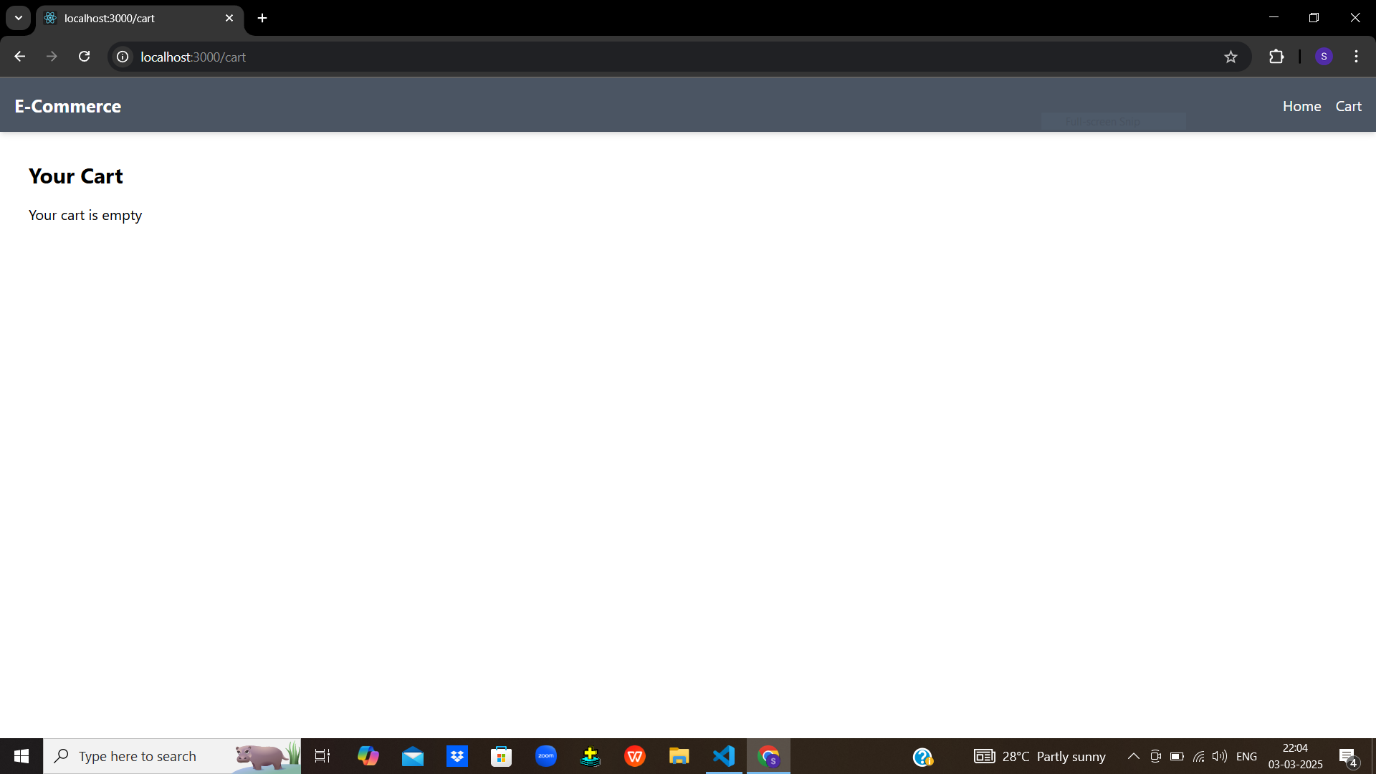 localhost:3000/cart
localhost:3000/cart
S
E-Commerce
Home Cart
Your Cart
Your cart is empty
Type here to search
zoom
W
S
28°C Partly sunny
ENG
22:04
03-03-2025
4